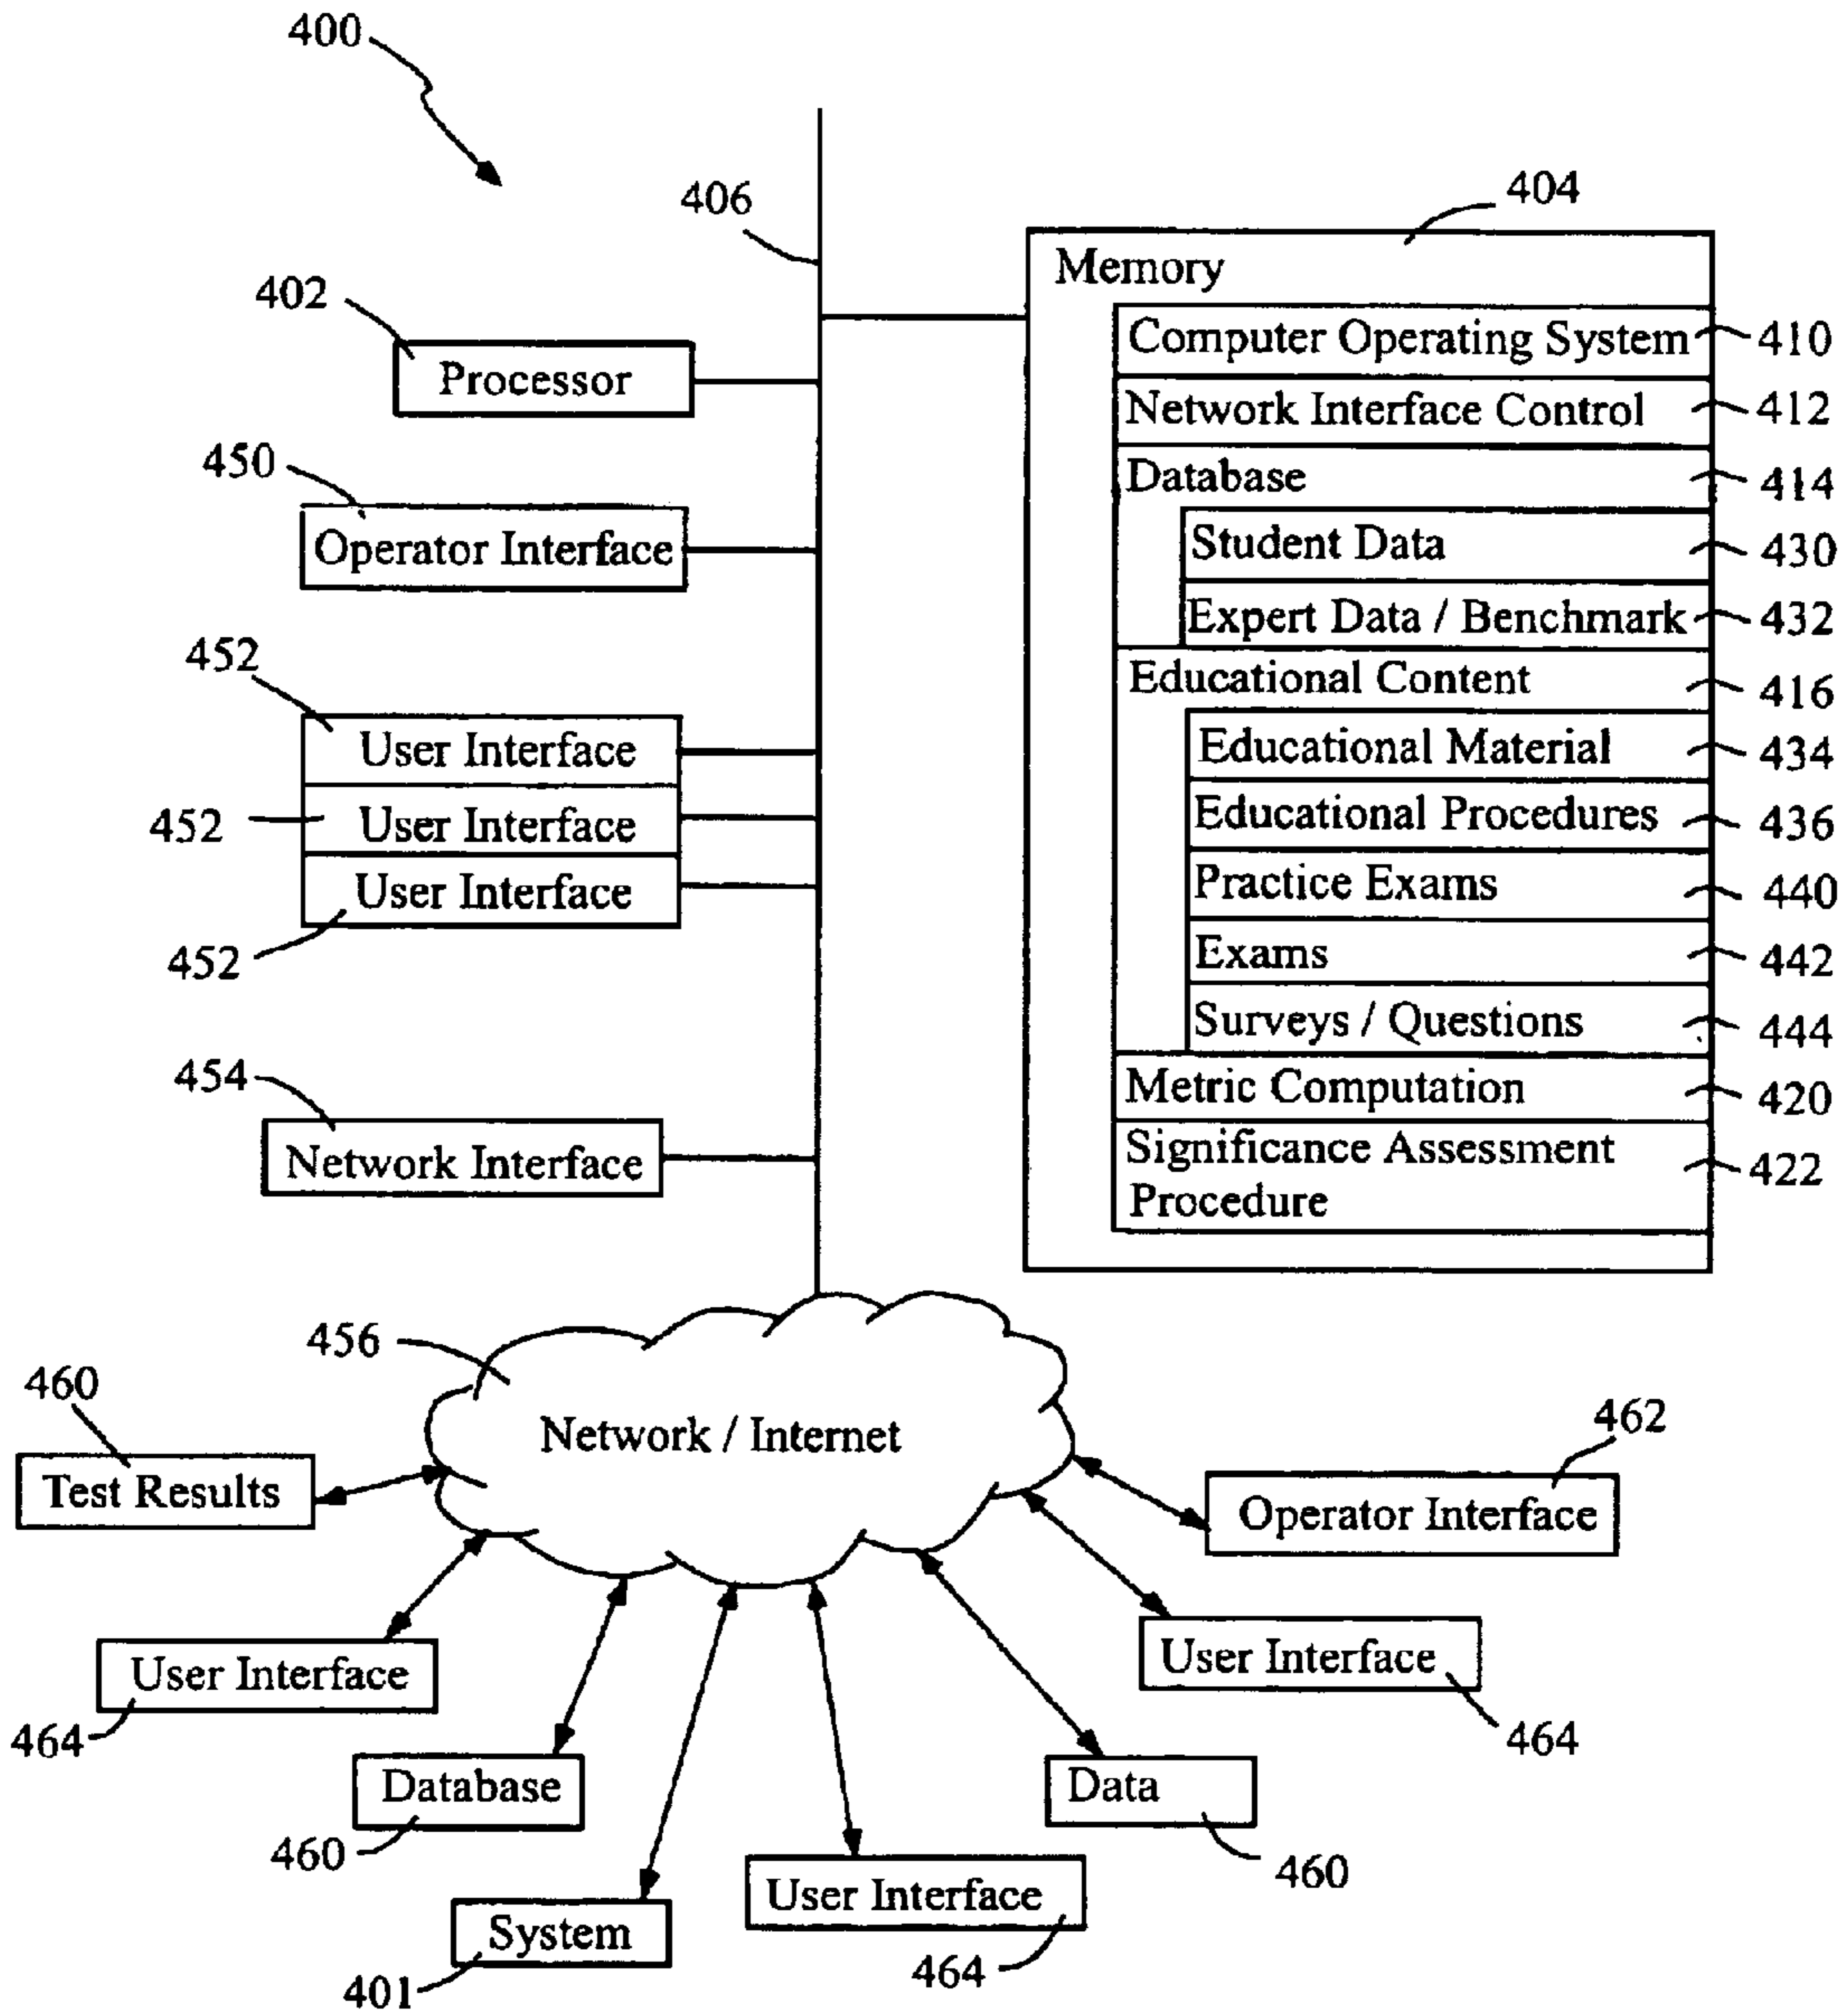 400
406
404
Memory
402
Processor
Computer Operating System 410
Network Interface Control 412
450
Operator Interface
Database 414
Student Data 430
Expert Data / Benchmark 432
452
User Interface
452 User Interface
User Interface
452
Educational Content 416
Educational Material 434
Educational Procedures 436
Practice Exams 440
Exams 442
Surveys / Questions 444
454
Network Interface
Metric Computation 420
Significance Assessment
Procedure 422
456
Network / Internet
460
Test Results
462
Operator Interface
User Interface
464
User Interface
464
Database
460
Data
460
System
401
User Interface
464